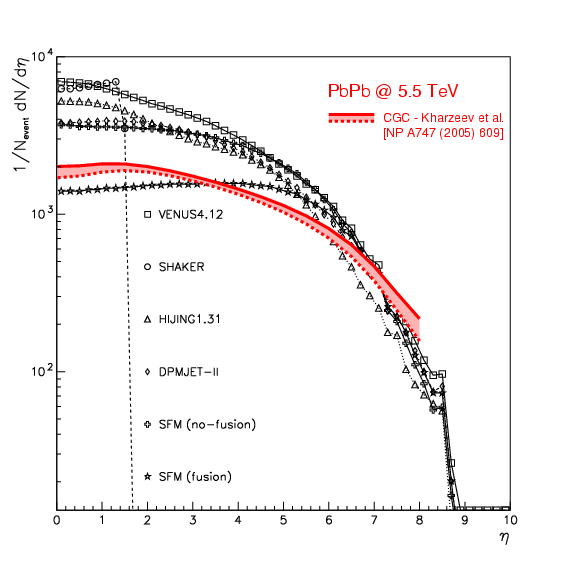 10⁴
PbPb @ 5.5 TeV
CGC - Kharzeev et al.
[NP A747 (2005) 609]
1/Nevent dN/dη
10³
VENUS4.12
SHAKER
HIJING1.31
10²
DPMJET-II
SFM (no-fusion)
SFM (fusion)
0 1 2 3 4 5 6 7 8 9 10
η